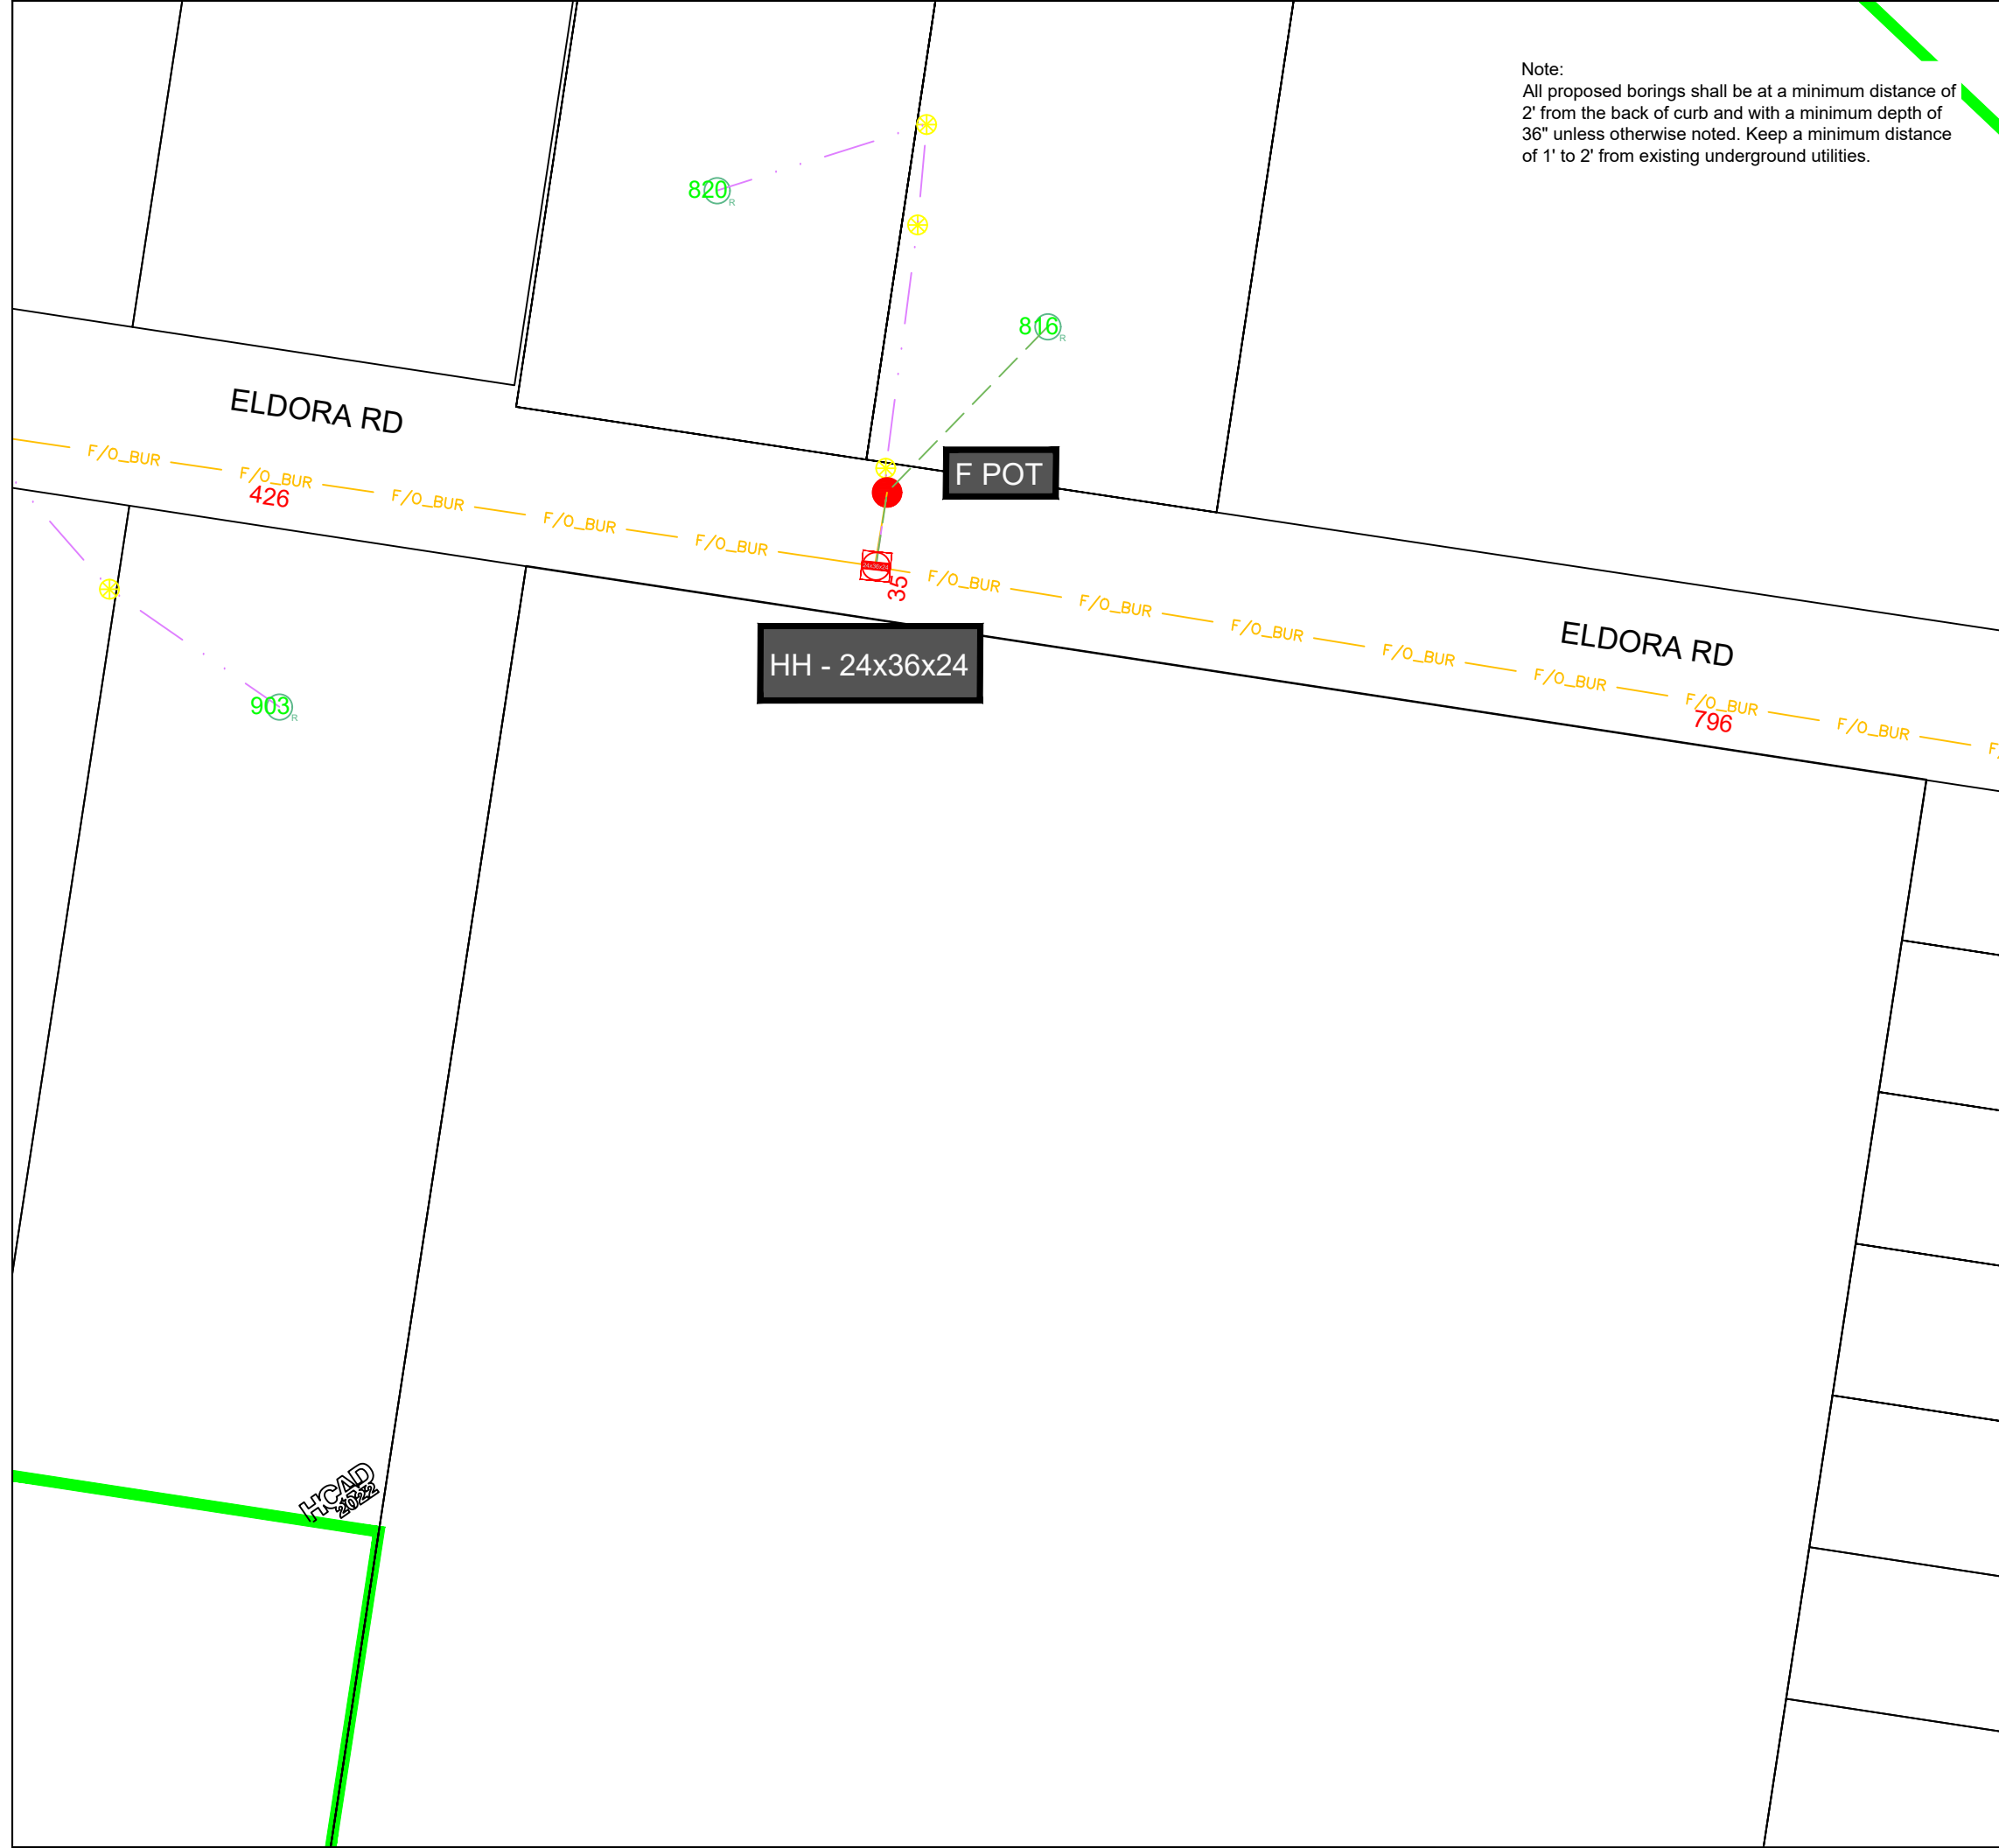 Note:
All proposed borings shall be at a minimum distance of
2' from the back of curb and with a minimum depth of
36" unless otherwise noted. Keep a minimum distance
of 1' to 2' from existing underground utilities.
820
R
816
R
ELDORA RD
F/O_BUR
F/O_BUR
426
F/O_BUR
F/O_BUR
F/O_BUR
F POT
24x36x24
35
F/O_BUR
F/O_BUR
F/O_BUR
F/O_BUR
ELDORA RD
F/O_BUR
F/O_BUR
796
F/O_BUR
F/
HH - 24x36x24
903
R
HCAD
2022